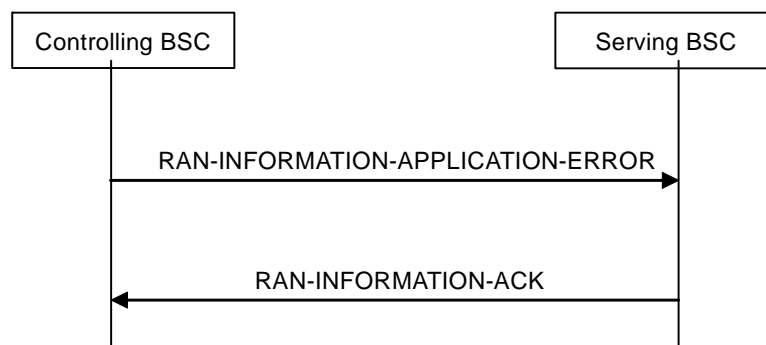 Controlling BSC
Serving BSC
RAN-INFORMATION-APPLICATION-ERROR
RAN-INFORMATION-ACK